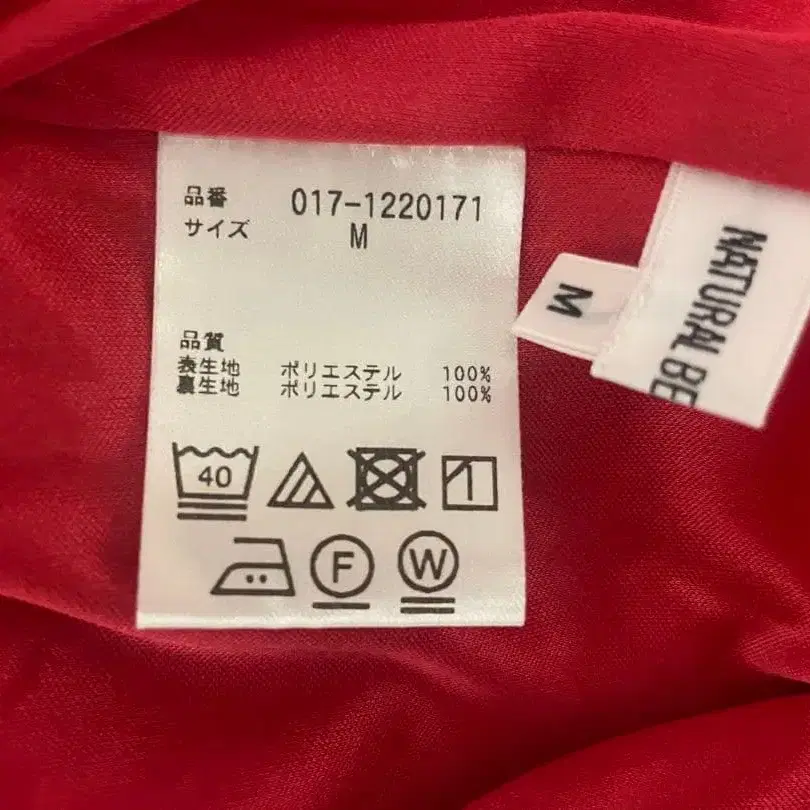 品番 017-1220171
サイズ M
品質
表生地 ポリエステル 100%
裏生地 ポリエステル 100%
40
F
W
M
NATURAL BE